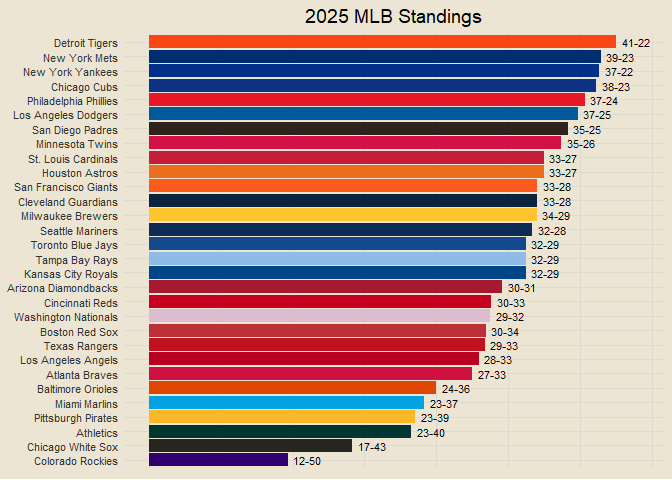 2025 MLB Standings
Detroit Tigers 41-22
New York Mets 39-23
New York Yankees 37-22
Chicago Cubs 38-23
Philadelphia Phillies 37-24
Los Angeles Dodgers 37-25
San Diego Padres 35-25
Minnesota Twins 35-26
St. Louis Cardinals 33-27
Houston Astros 33-27
San Francisco Giants 33-28
Cleveland Guardians 33-28
Milwaukee Brewers 34-29
Seattle Mariners 32-28
Toronto Blue Jays 32-29
Tampa Bay Rays 32-29
Kansas City Royals 32-29
Arizona Diamondbacks 30-31
Cincinnati Reds 30-33
Washington Nationals 29-32
Boston Red Sox 30-34
Texas Rangers 29-33
Los Angeles Angels 28-33
Atlanta Braves 27-33
Baltimore Orioles 24-36
Miami Marlins 23-37
Pittsburgh Pirates 23-39
Athletics 23-40
Chicago White Sox 17-43
Colorado Rockies 12-50